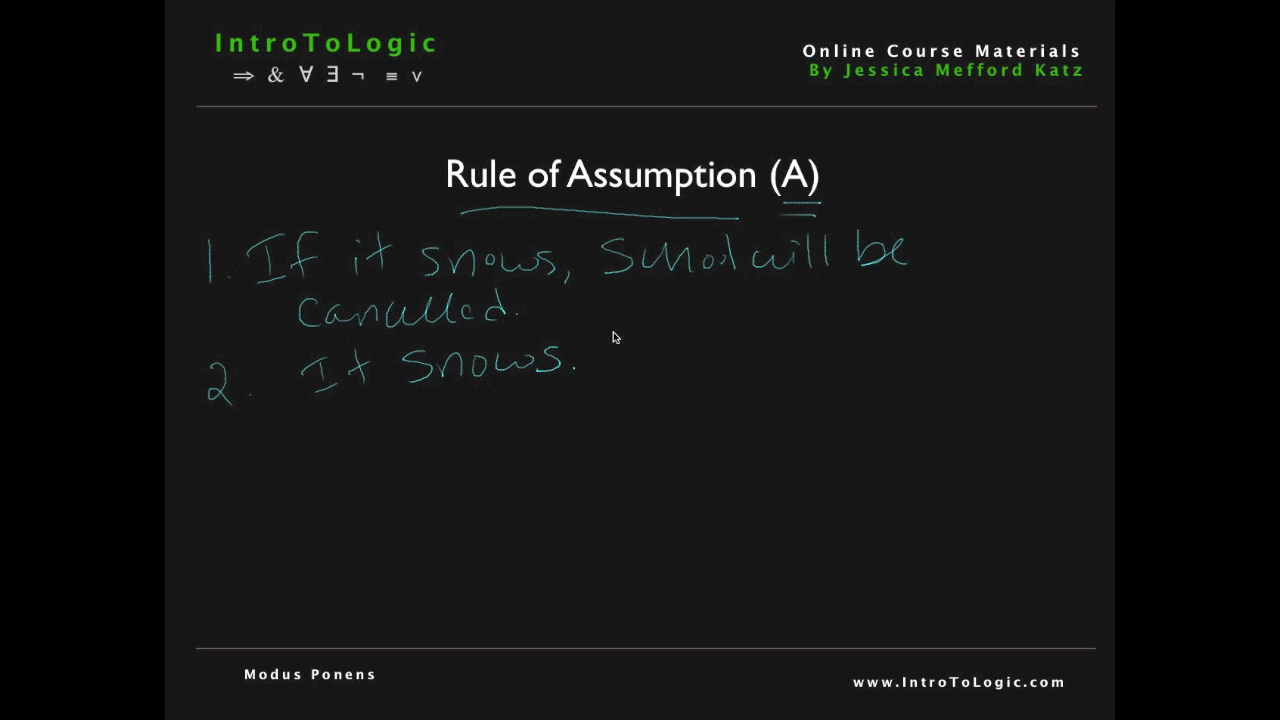 IntroToLogic
⇒ & ∀ ∃ ¬ ≡ v
Online Course Materials
By Jessica Mefford Katz
Rule of Assumption (A)
1. If it snows, School will be
cancelled.
2. It snows.
Modus Ponens
www.IntroToLogic.com